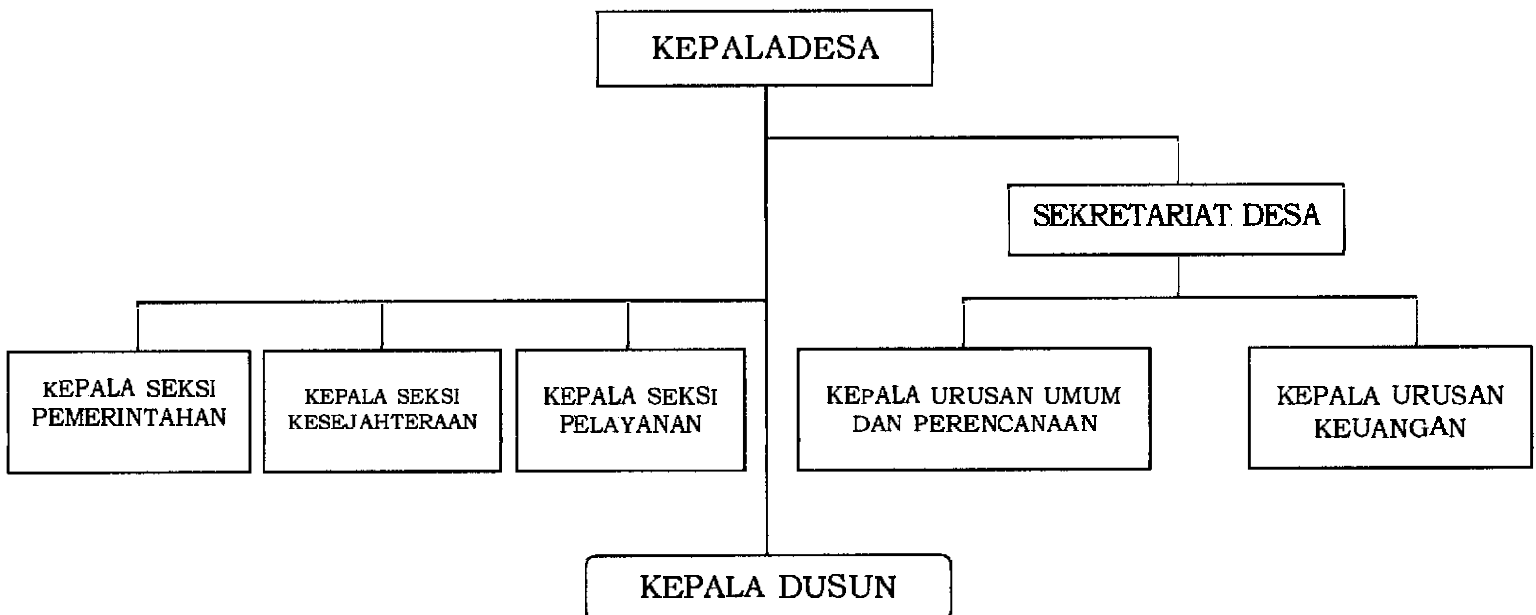 KEPALADESA
SEKRETARIAT DESA
KEPALA SEKSI
PEMERINTAHAN
KEPALA SEKSI
KESEJAHTERAAN
KEPALA SEKSI
PELAYANAN
KEPALA URUSAN UMUM
DAN PERENCANAAN
KEPALA URUSAN
KEUANGAN
KEPALA DUSUN